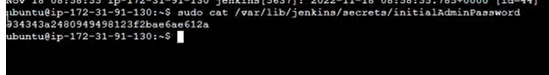 ubuntu@ip-172-31-91-130:~$ sudo cat /var/lib/jenkins/secrets/initialAdminPassword
934343a2480949498123f2bae6ae612a
ubuntu@ip-172-31-91-130:~$